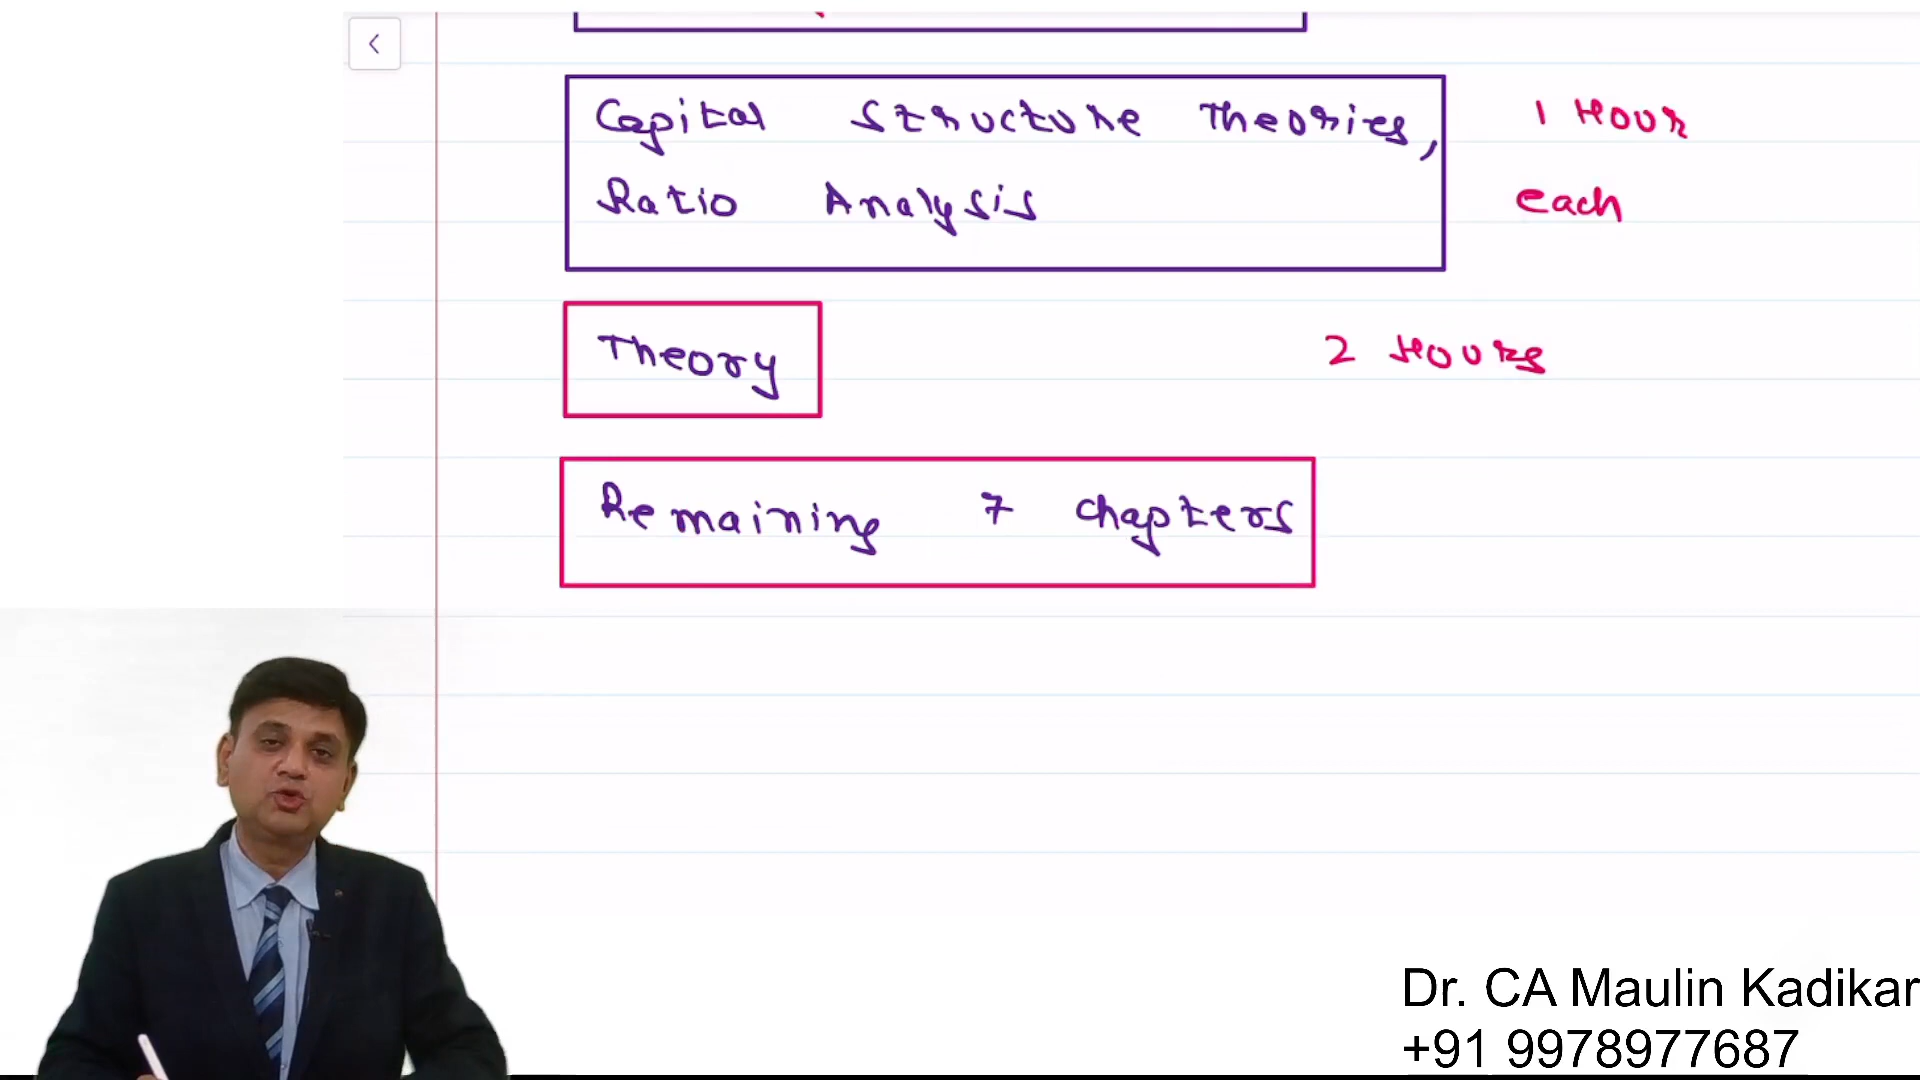 Capital Structure Theories, 1 Hour
Ratio Analysis each
Theory 2 Hours
Remaining 7 Chapters
Dr. CA Maulin Kadikar
+91 9978977687